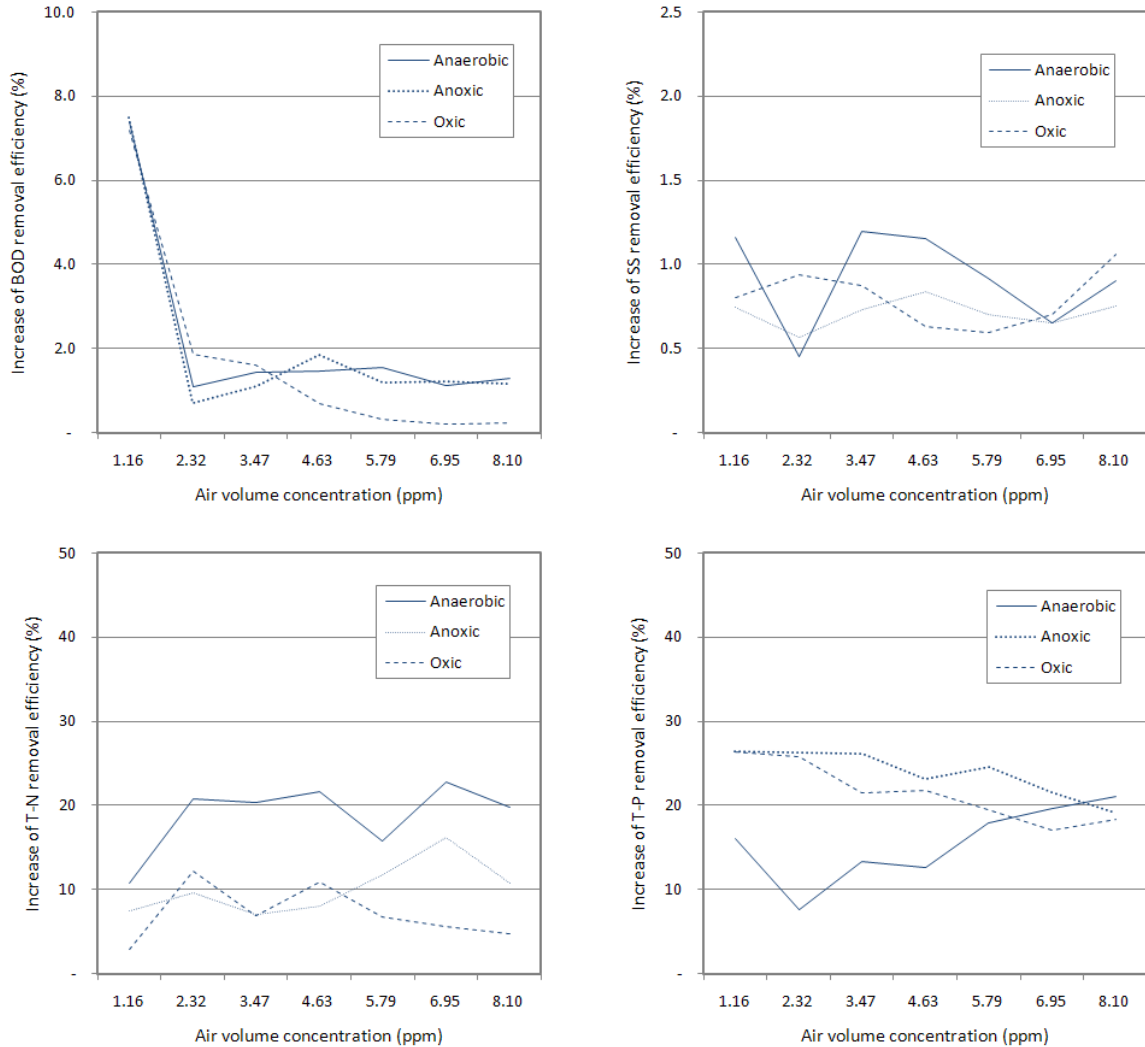 Increase of BOD removal efficiency (%)
10.0
8.0
6.0
4.0
2.0
-
Anaerobic
Anoxic
Oxic
1.16 2.32 3.47 4.63 5.79 6.95 8.10
Air volume concentration (ppm)
Increase of SS removal efficiency (%)
2.5
2.0
1.5
1.0
0.5
-
Anaerobic
Anoxic
Oxic
1.16 2.32 3.47 4.63 5.79 6.95 8.10
Air volume concentration (ppm)
Increase of T-N removal efficiency (%)
50
40
30
20
10
-
Anaerobic
Anoxic
Oxic
1.16 2.32 3.47 4.63 5.79 6.95 8.10
Air volume concentration (ppm)
Increase of T-P removal efficiency (%)
50
40
30
20
10
-
Anaerobic
Anoxic
Oxic
1.16 2.32 3.47 4.63 5.79 6.95 8.10
Air volume concentration (ppm)